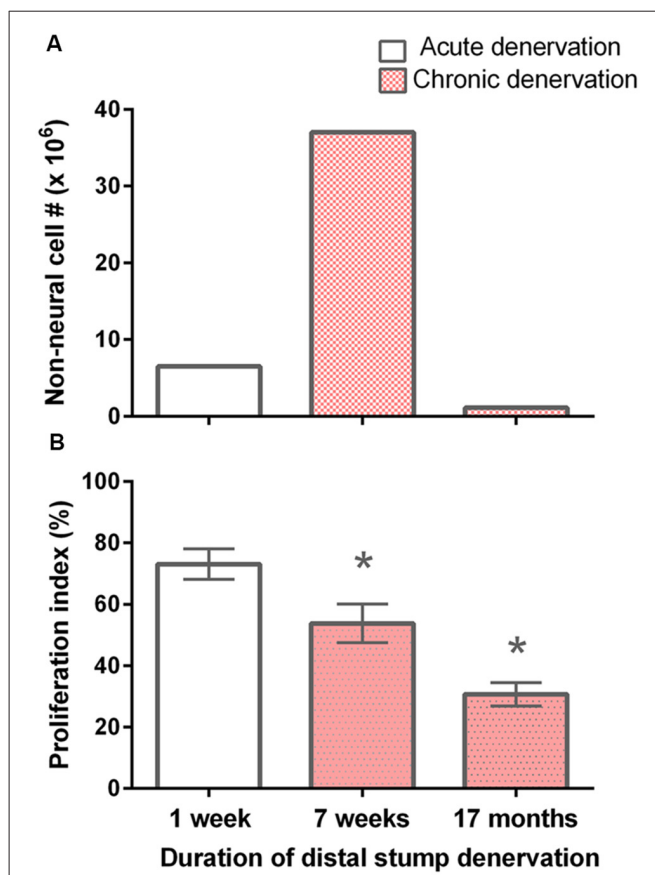 A
Acute denervation
Chronic denervation
Non-neural cell # (x 10⁶)
40
30
20
10
0
B
Proliferation index (%)
100
80
60
40
20
0
*
*
1 week 7 weeks 17 months
Duration of distal stump denervation